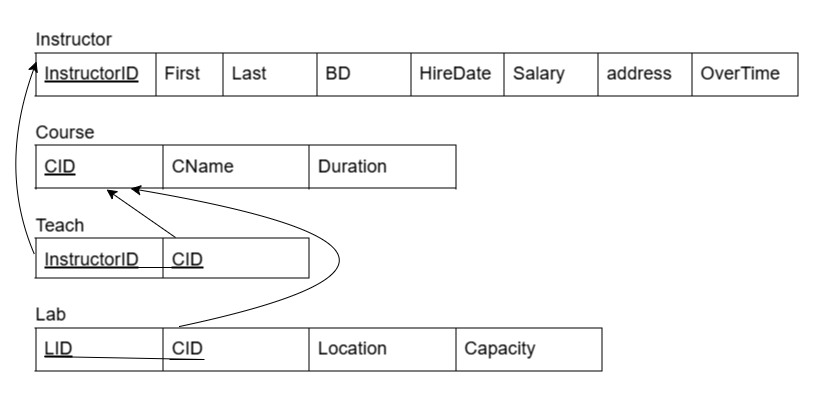 Instructor
InstructorID First Last BD HireDate Salary address OverTime
Course
CID CName Duration
Teach
InstructorID CID
Lab
LID CID Location Capacity